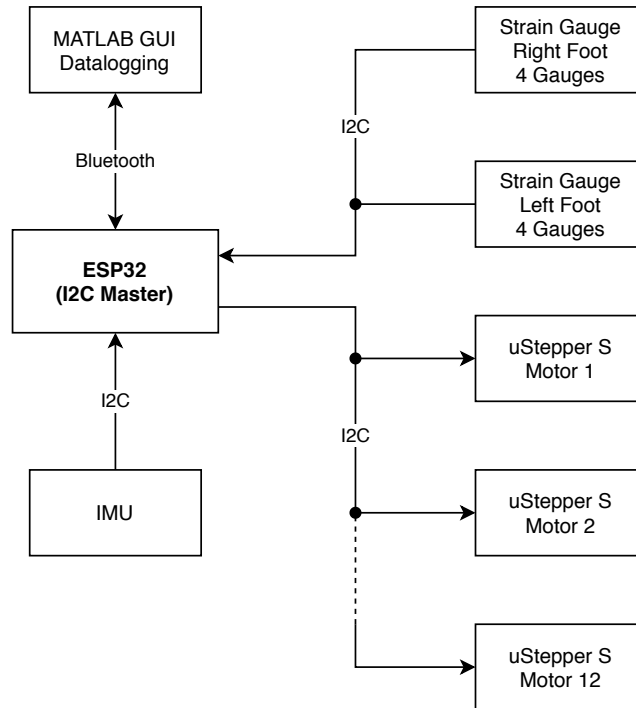 MATLAB GUI
Datalogging
Strain Gauge
Right Foot
4 Gauges
I2C
Bluetooth
Strain Gauge
Left Foot
4 Gauges
ESP32
(I2C Master)
uStepper S
Motor 1
I2C
I2C
IMU
uStepper S
Motor 2
uStepper S
Motor 12